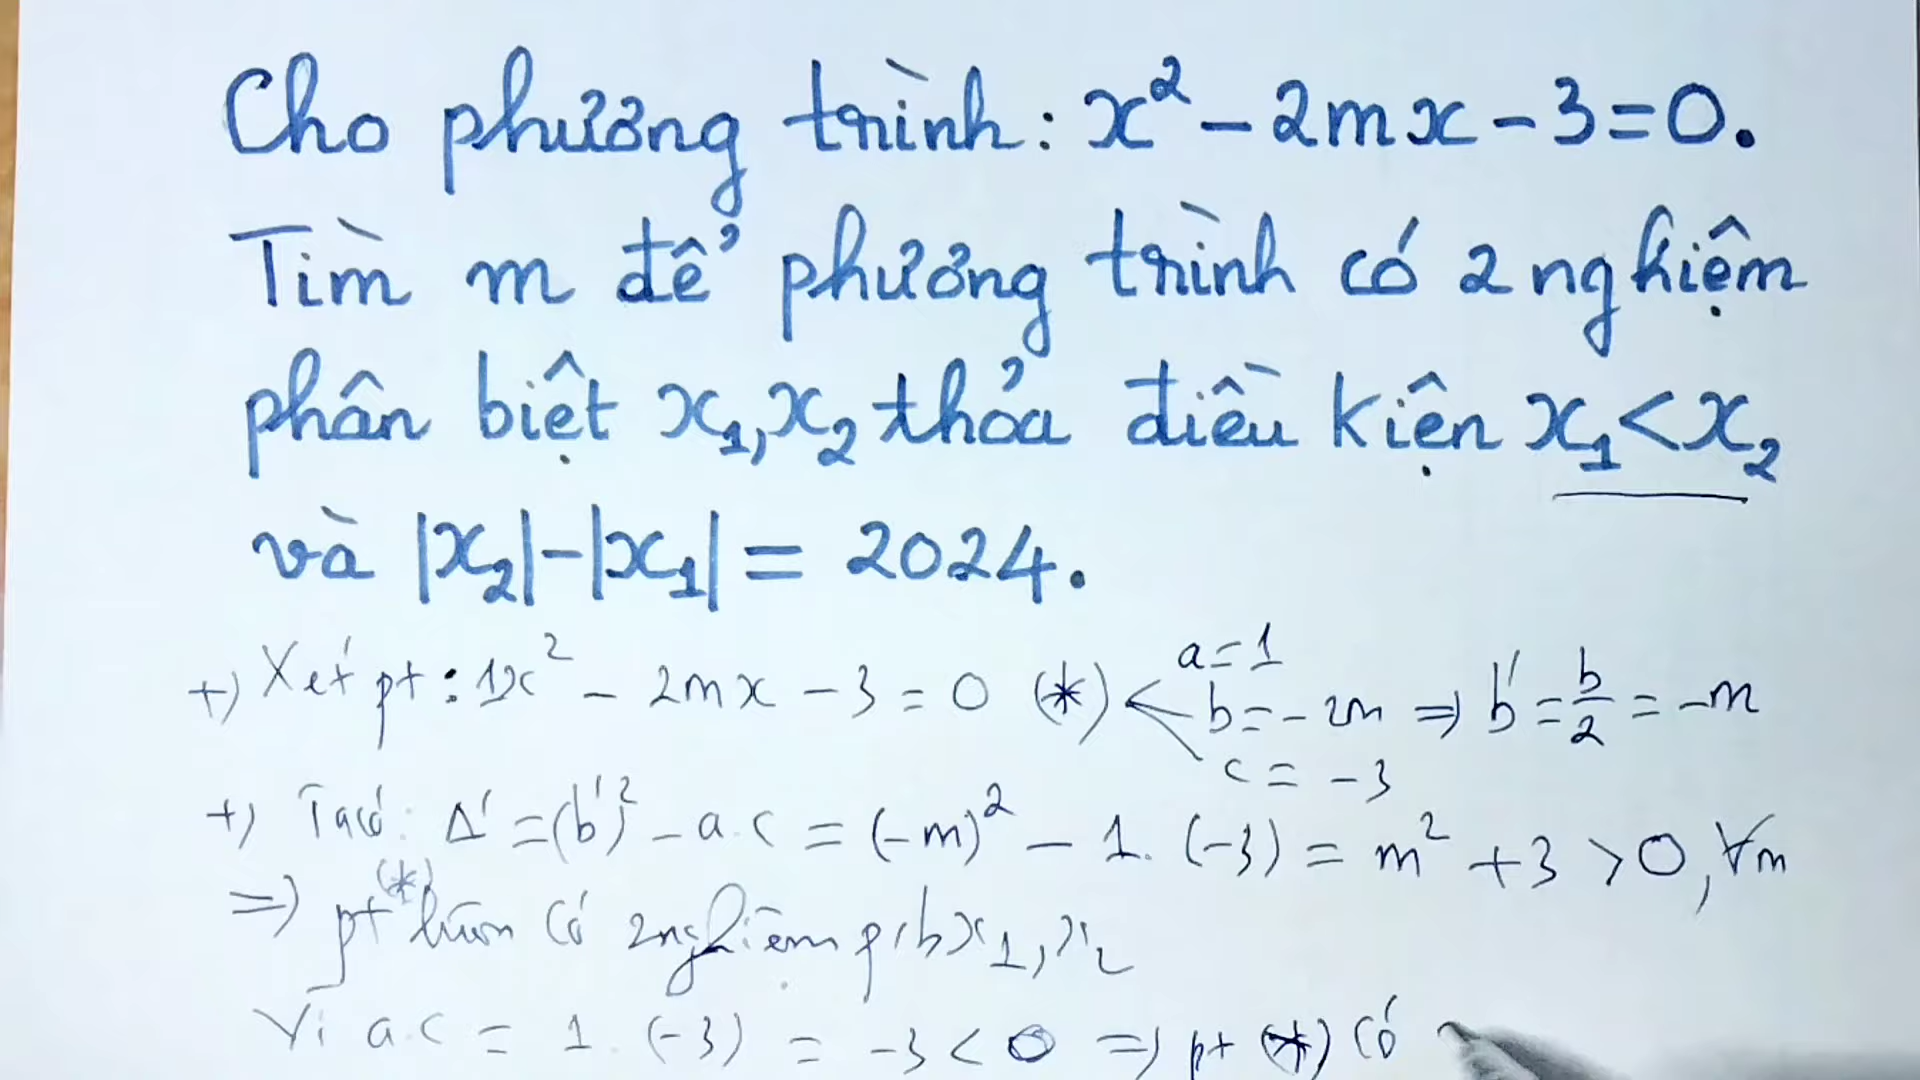 Cho phương trình: x² - 2mx - 3 = 0.
Tìm m để phương trình có 2 nghiệm
phân biệt x₁, x₂ thỏa điều kiện x₁ < x₂
và |x₂| - |x₁| = 2024.
+) Xét pt: 1x² - 2mx - 3 = 0 (*) a = 1
b = -2m => b' = b/2 = -m
c = -3
+) Ta có: Δ' = (b')² - a.c = (-m)² - 1.(-3) = m² + 3 > 0, ∀m
=> pt (*) luôn có 2 nghiệm p/b x₁, x₂
Vì a.c = 1.(-3) = -3 < 0 => pt (*) có